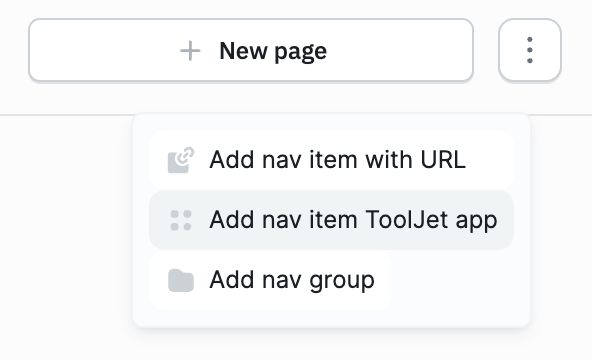 New page
Add nav item with URL
Add nav item ToolJet app
Add nav group